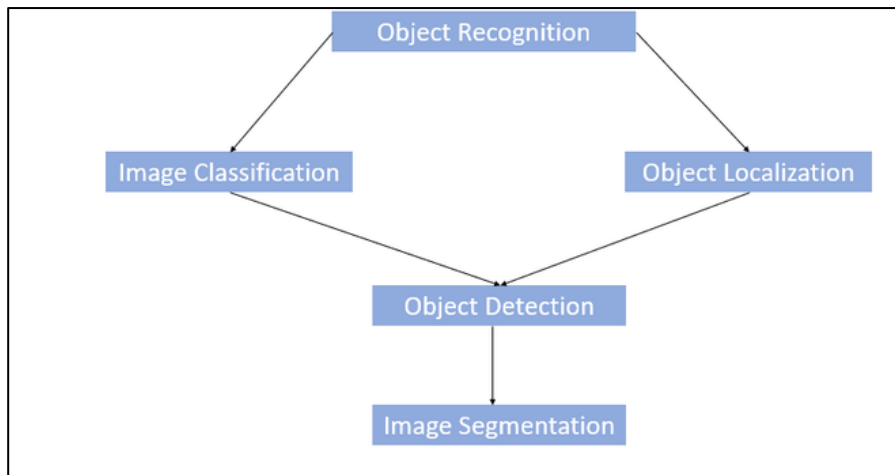 Object Recognition
Image Classification
Object Localization
Object Detection
Image Segmentation